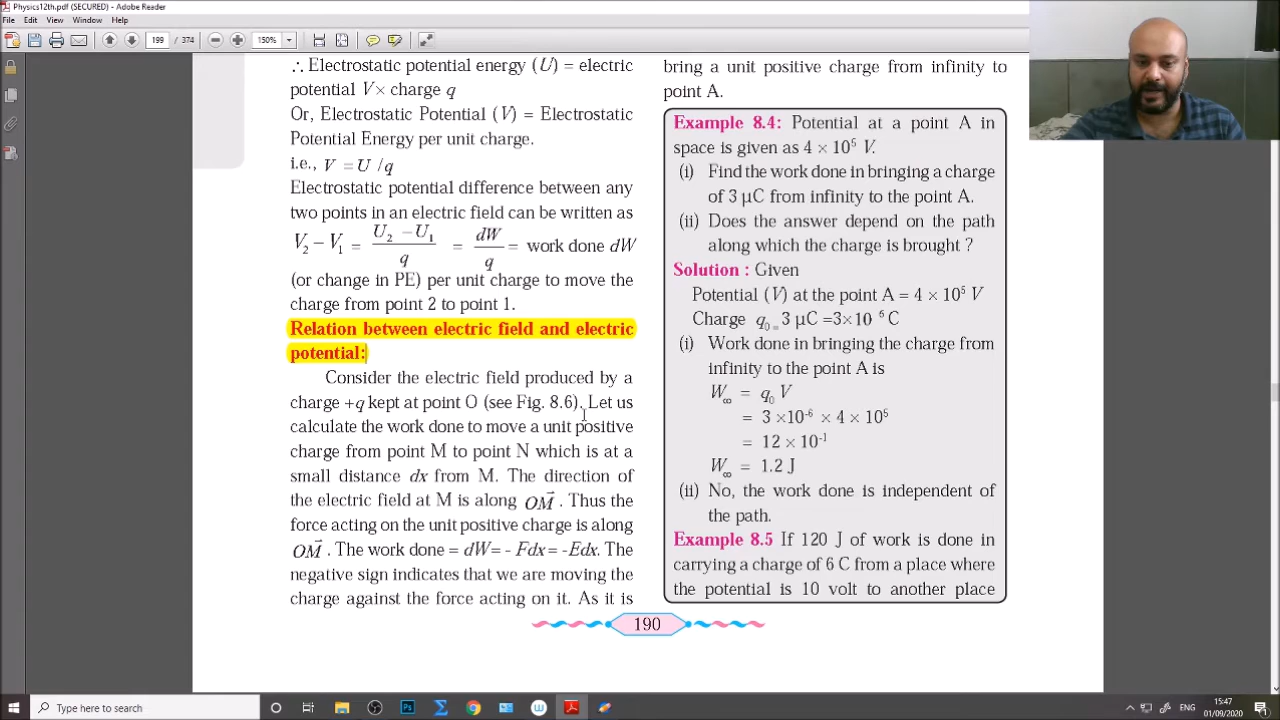 Physics12th.pdf (SECURED) - Adobe Reader
File Edit View Window Help
199 / 374 150%
∴ Electrostatic potential energy (U) = electric
potential V× charge q
Or, Electrostatic Potential (V) = Electrostatic
Potential Energy per unit charge.
i.e., V = U /q
Electrostatic potential difference between any
two points in an electric field can be written as
V₂ – V₁ = (U₂ – U₁)/q = dW/q = work done dW
(or change in PE) per unit charge to move the
charge from point 2 to point 1.
Relation between electric field and electric
potential:
Consider the electric field produced by a
charge +q kept at point O (see Fig. 8.6). Let us
calculate the work done to move a unit positive
charge from point M to point N which is at a
small distance dx from M. The direction of
the electric field at M is along OM⃗ . Thus the
force acting on the unit positive charge is along
OM⃗ . The work done = dW= - Fdx= -Edx. The
negative sign indicates that we are moving the
charge against the force acting on it. As it is
bring a unit positive charge from infinity to
point A.
Example 8.4: Potential at a point A in
space is given as 4 × 10⁵ V.
(i) Find the work done in bringing a charge
of 3 µC from infinity to the point A.
(ii) Does the answer depend on the path
along which the charge is brought ?
Solution : Given
Potential (V) at the point A = 4 × 10⁵ V
Charge q₀ = 3 µC =3×10⁻⁶ C
(i) Work done in bringing the charge from
infinity to the point A is
W∞ = q₀ V
= 3 ×10⁻⁶ × 4 × 10⁵
= 12 × 10⁻¹
W∞ = 1.2 J
(ii) No, the work done is independent of
the path.
Example 8.5 If 120 J of work is done in
carrying a charge of 6 C from a place where
the potential is 10 volt to another place
190
Type here to search
ENG
15:47
01/09/2020